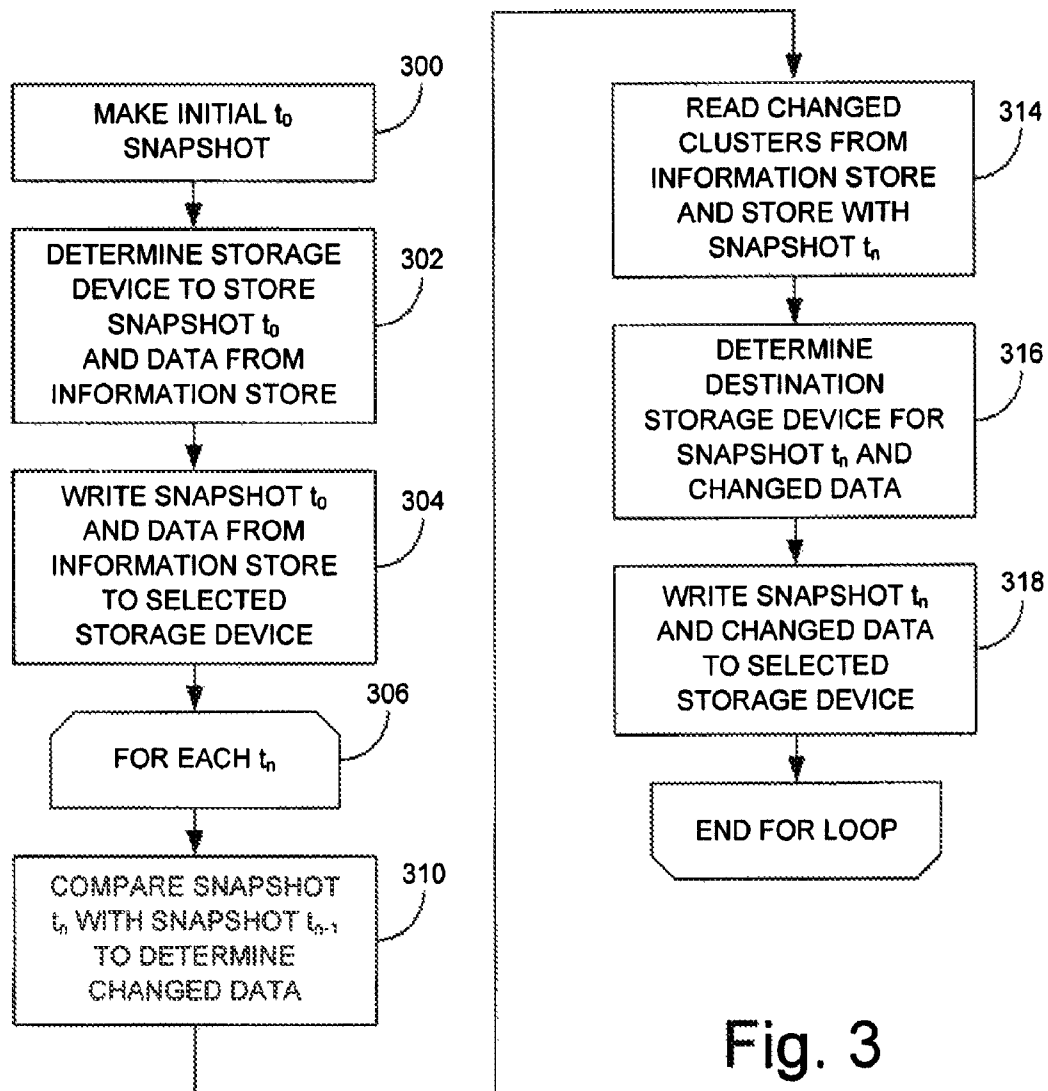 300
MAKE INITIAL t₀
SNAPSHOT
302
DETERMINE STORAGE
DEVICE TO STORE
SNAPSHOT t₀
AND DATA FROM
INFORMATION STORE
304
WRITE SNAPSHOT t₀
AND DATA FROM
INFORMATION STORE
TO SELECTED
STORAGE DEVICE
306
FOR EACH tₙ
310
COMPARE SNAPSHOT
tₙ WITH SNAPSHOT tₙ₋₁
TO DETERMINE
CHANGED DATA
314
READ CHANGED
CLUSTERS FROM
INFORMATION STORE
AND STORE WITH
SNAPSHOT tₙ
316
DETERMINE
DESTINATION
STORAGE DEVICE FOR
SNAPSHOT tₙ AND
CHANGED DATA
318
WRITE SNAPSHOT tₙ
AND CHANGED DATA
TO SELECTED
STORAGE DEVICE
END FOR LOOP
Fig. 3